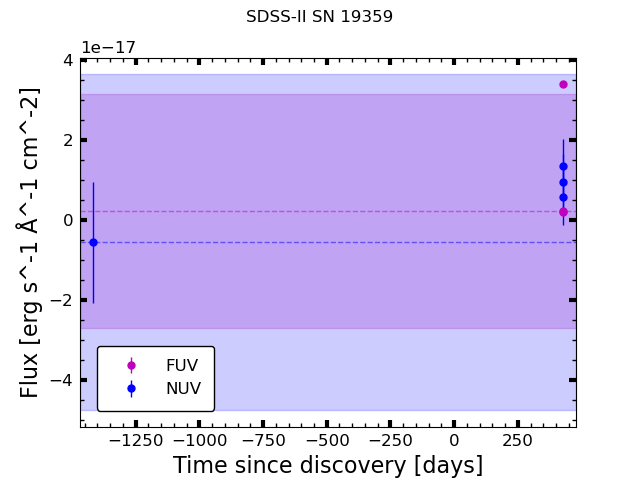 SDSS-II SN 19359
1e−17
4
2
0
−2
−4
Flux [erg s^-1 Å^-1 cm^-2]
FUV
NUV
−1250 −1000 −750 −500 −250 0 250
Time since discovery [days]